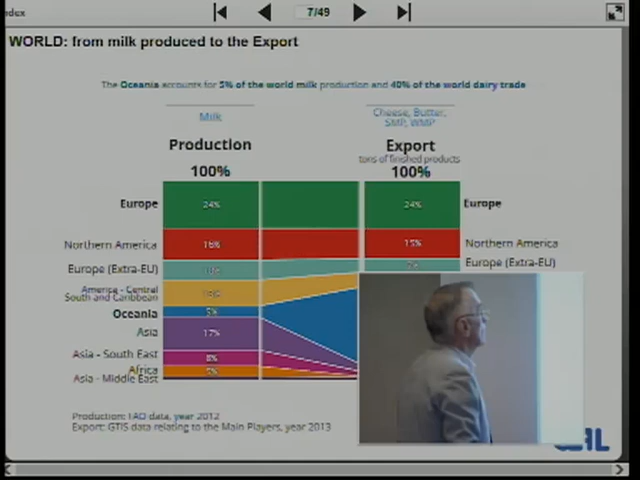 7/49
WORLD: from milk produced to the Export
The Oceania accounts for 5% of the world milk production and 40% of the world dairy trade
Milk
Cheese, Butter,
SMP, WMP
Production
Export
tons of finished products
100%
100%
Europe
24%
24%
Europe
Northern America
16%
15%
Northern America
Europe (Extra-EU)
Europe (Extra-EU)
America - Central
South and Caribbean
Oceania
5%
Asia
17%
Asia - South East
8%
Africa
5%
Asia - Middle East
Production: FAO data, year 2012
Export: GTIS data relating to the Main Players, year 2013